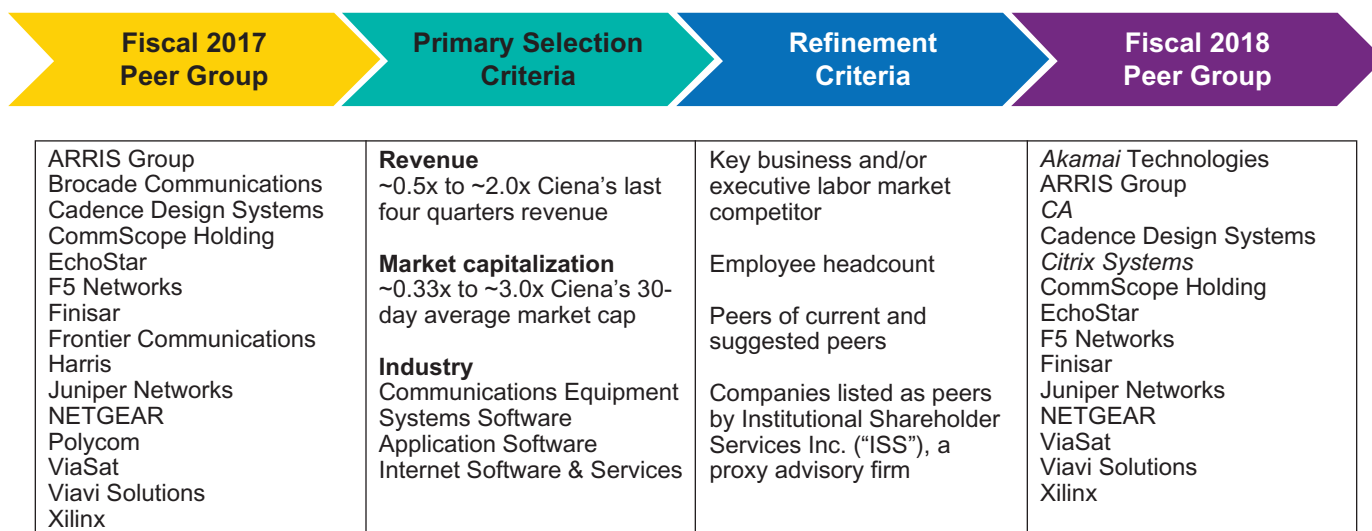 Fiscal 2017
Peer Group
Primary Selection
Criteria
Refinement
Criteria
Fiscal 2018
Peer Group
ARRIS Group
Brocade Communications
Cadence Design Systems
CommScope Holding
EchoStar
F5 Networks
Finisar
Frontier Communications
Harris
Juniper Networks
NETGEAR
Polycom
ViaSat
Viavi Solutions
Xilinx
Revenue
~0.5x to ~2.0x Ciena’s last
four quarters revenue
Market capitalization
~0.33x to ~3.0x Ciena’s 30-
day average market cap
Industry
Communications Equipment
Systems Software
Application Software
Internet Software & Services
Key business and/or
executive labor market
competitor
Employee headcount
Peers of current and
suggested peers
Companies listed as peers
by Institutional Shareholder
Services Inc. (“ISS”), a
proxy advisory firm
Akamai Technologies
ARRIS Group
CA
Cadence Design Systems
Citrix Systems
CommScope Holding
EchoStar
F5 Networks
Finisar
Juniper Networks
NETGEAR
ViaSat
Viavi Solutions
Xilinx